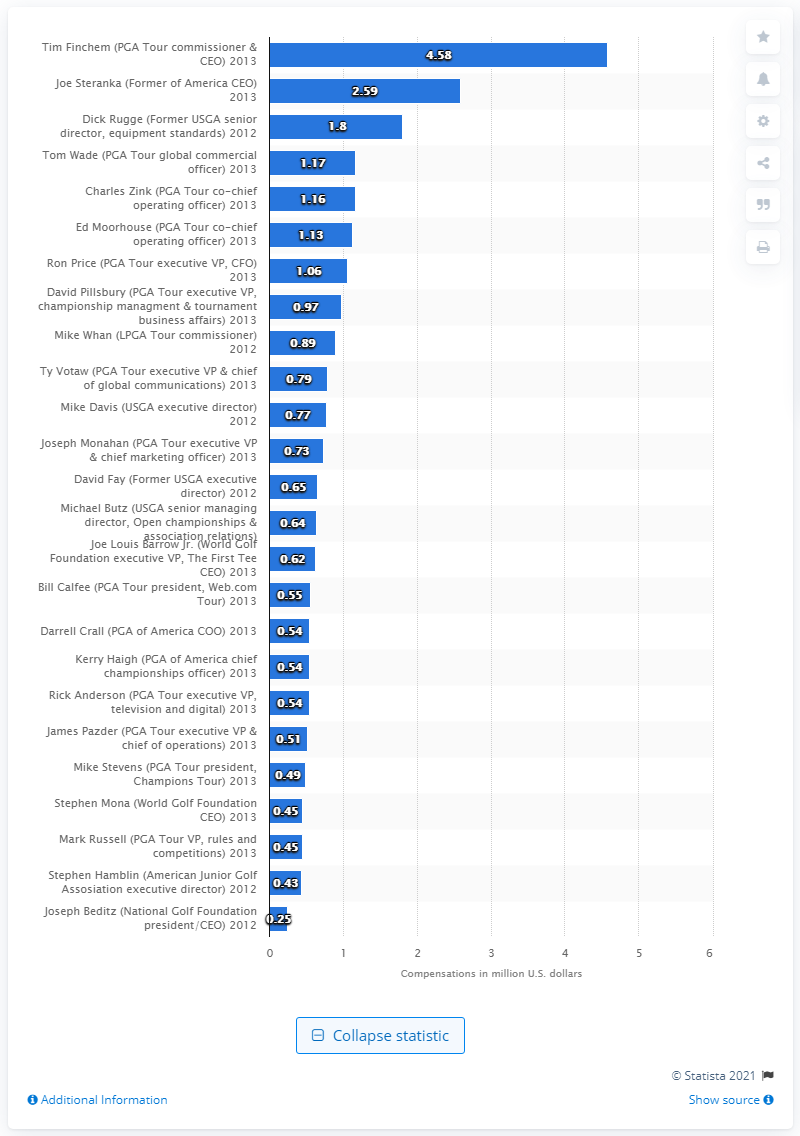 Tim Finchem (PGA Tour commissioner &
CEO) 2013
4.58
Joe Steranka (Former of America CEO)
2013
2.59
Dick Rugge (Former USGA senior
director, equipment standards) 2012
1.8
Tom Wade (PGA Tour global commercial
officer) 2013
1.17
Charles Zink (PGA Tour co-chief
operating officer) 2013
1.16
Ed Moorhouse (PGA Tour co-chief
operating officer) 2013
1.13
Ron Price (PGA Tour executive VP, CFO)
2013
1.06
David Pillsbury (PGA Tour executive VP,
championship managment & tournament
business affairs) 2013
0.97
Mike Whan (LPGA Tour commissioner)
2012
0.89
Ty Votaw (PGA Tour executive VP & chief
of global communications) 2013
0.79
Mike Davis (USGA executive director)
2012
0.77
Joseph Monahan (PGA Tour executive VP
& chief marketing officer) 2013
0.73
David Fay (Former USGA executive
director) 2012
0.65
Michael Butz (USGA senior managing
director, Open championships &
association relations)
0.64
Joe Louis Barrow Jr. (World Golf
Foundation executive VP, The First Tee
CEO) 2013
0.62
Bill Calfee (PGA Tour president, Web.com
Tour) 2013
0.55
Darrell Crall (PGA of America COO) 2013
0.54
Kerry Haigh (PGA of America chief
championships officer) 2013
0.54
Rick Anderson (PGA Tour executive VP,
television and digital) 2013
0.54
James Pazder (PGA Tour executive VP &
chief of operations) 2013
0.51
Mike Stevens (PGA Tour president,
Champions Tour) 2013
0.49
Stephen Mona (World Golf Foundation
CEO) 2013
0.45
Mark Russell (PGA Tour VP, rules and
competitions) 2013
0.45
Stephen Hamblin (American Junior Golf
Assosiation executive director) 2012
0.43
Joseph Beditz (National Golf Foundation
president/CEO) 2012
0.25
0 1 2 3 4 5 6
Compensations in million U.S. dollars
Collapse statistic
© Statista 2021
Additional Information
Show source